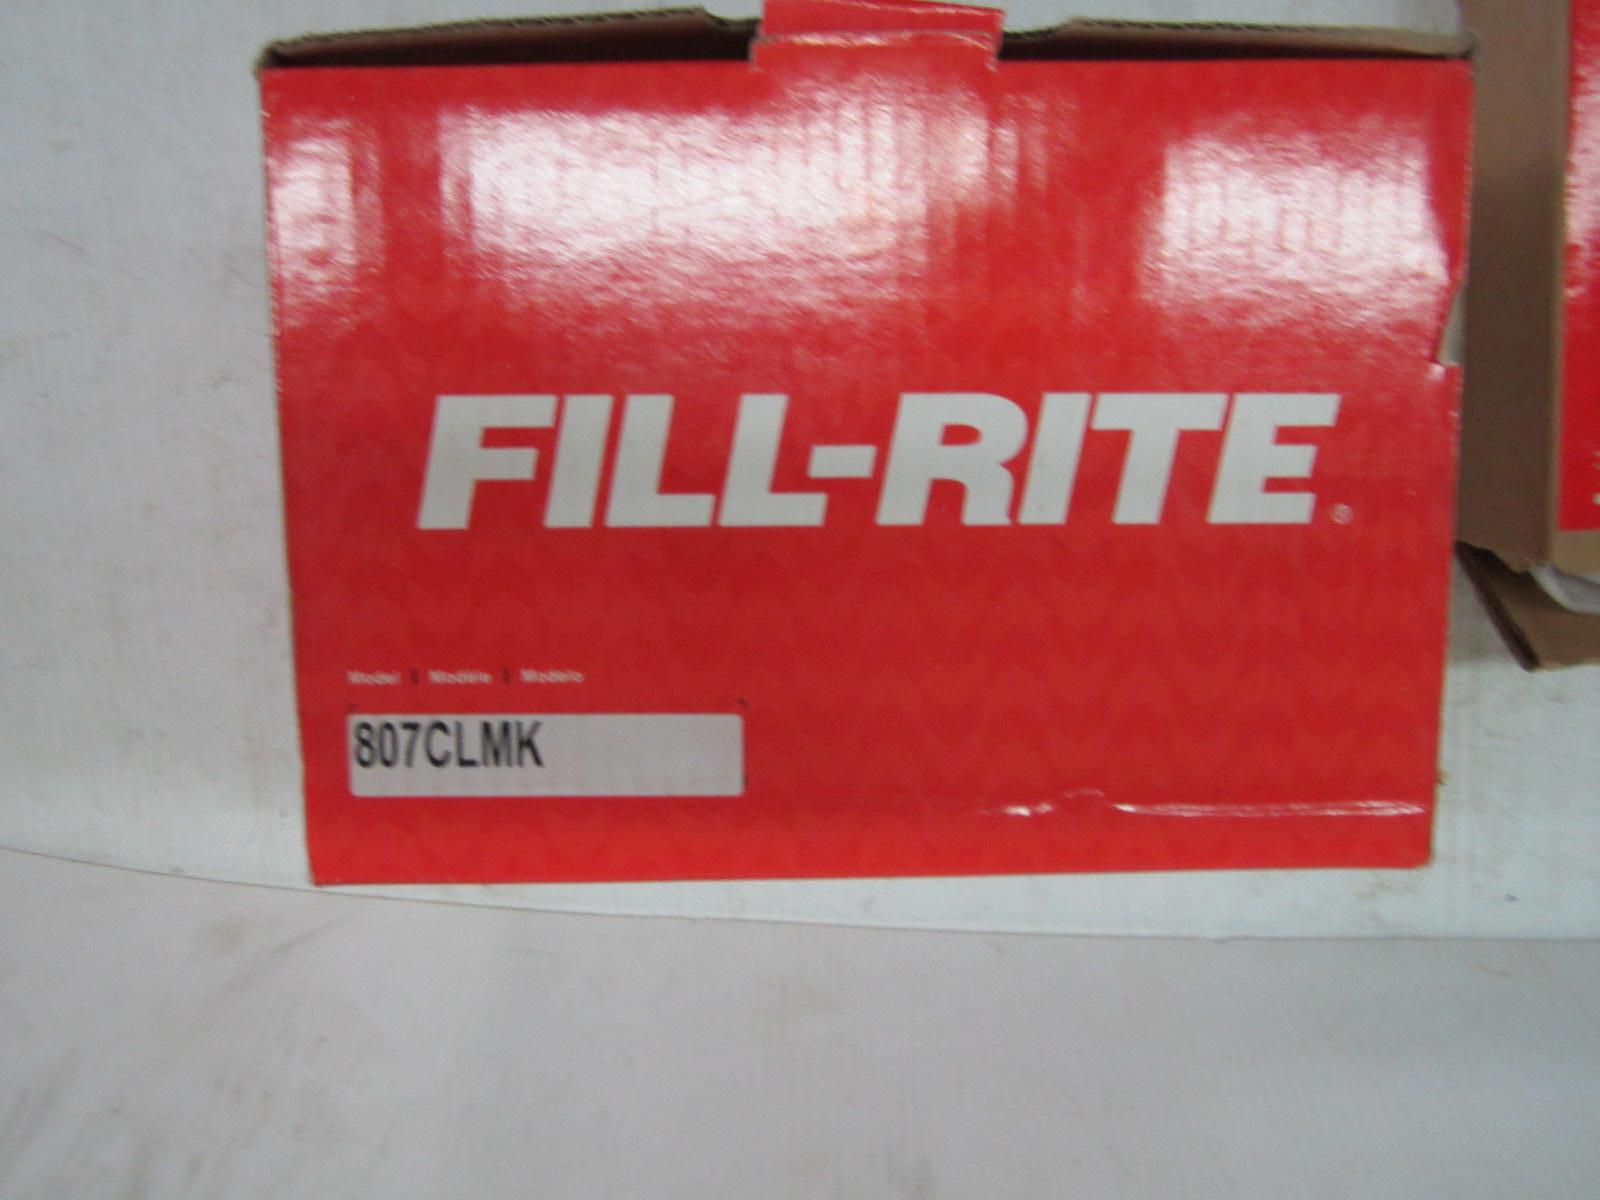 FILL-RITE®
Model | Modèle | Modelo
807CLMK